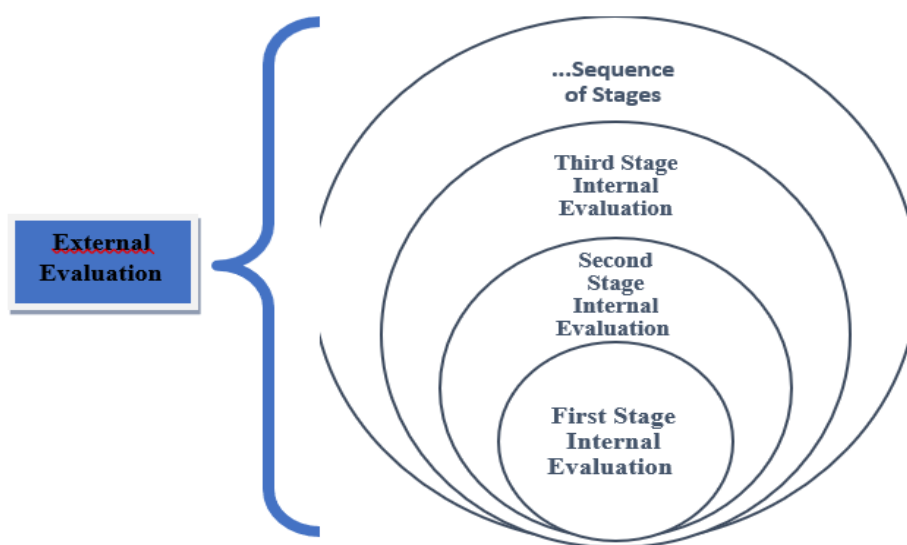 External
Evaluation
...Sequence
of Stages
Third Stage
Internal
Evaluation
Second
Stage
Internal
Evaluation
First Stage
Internal
Evaluation